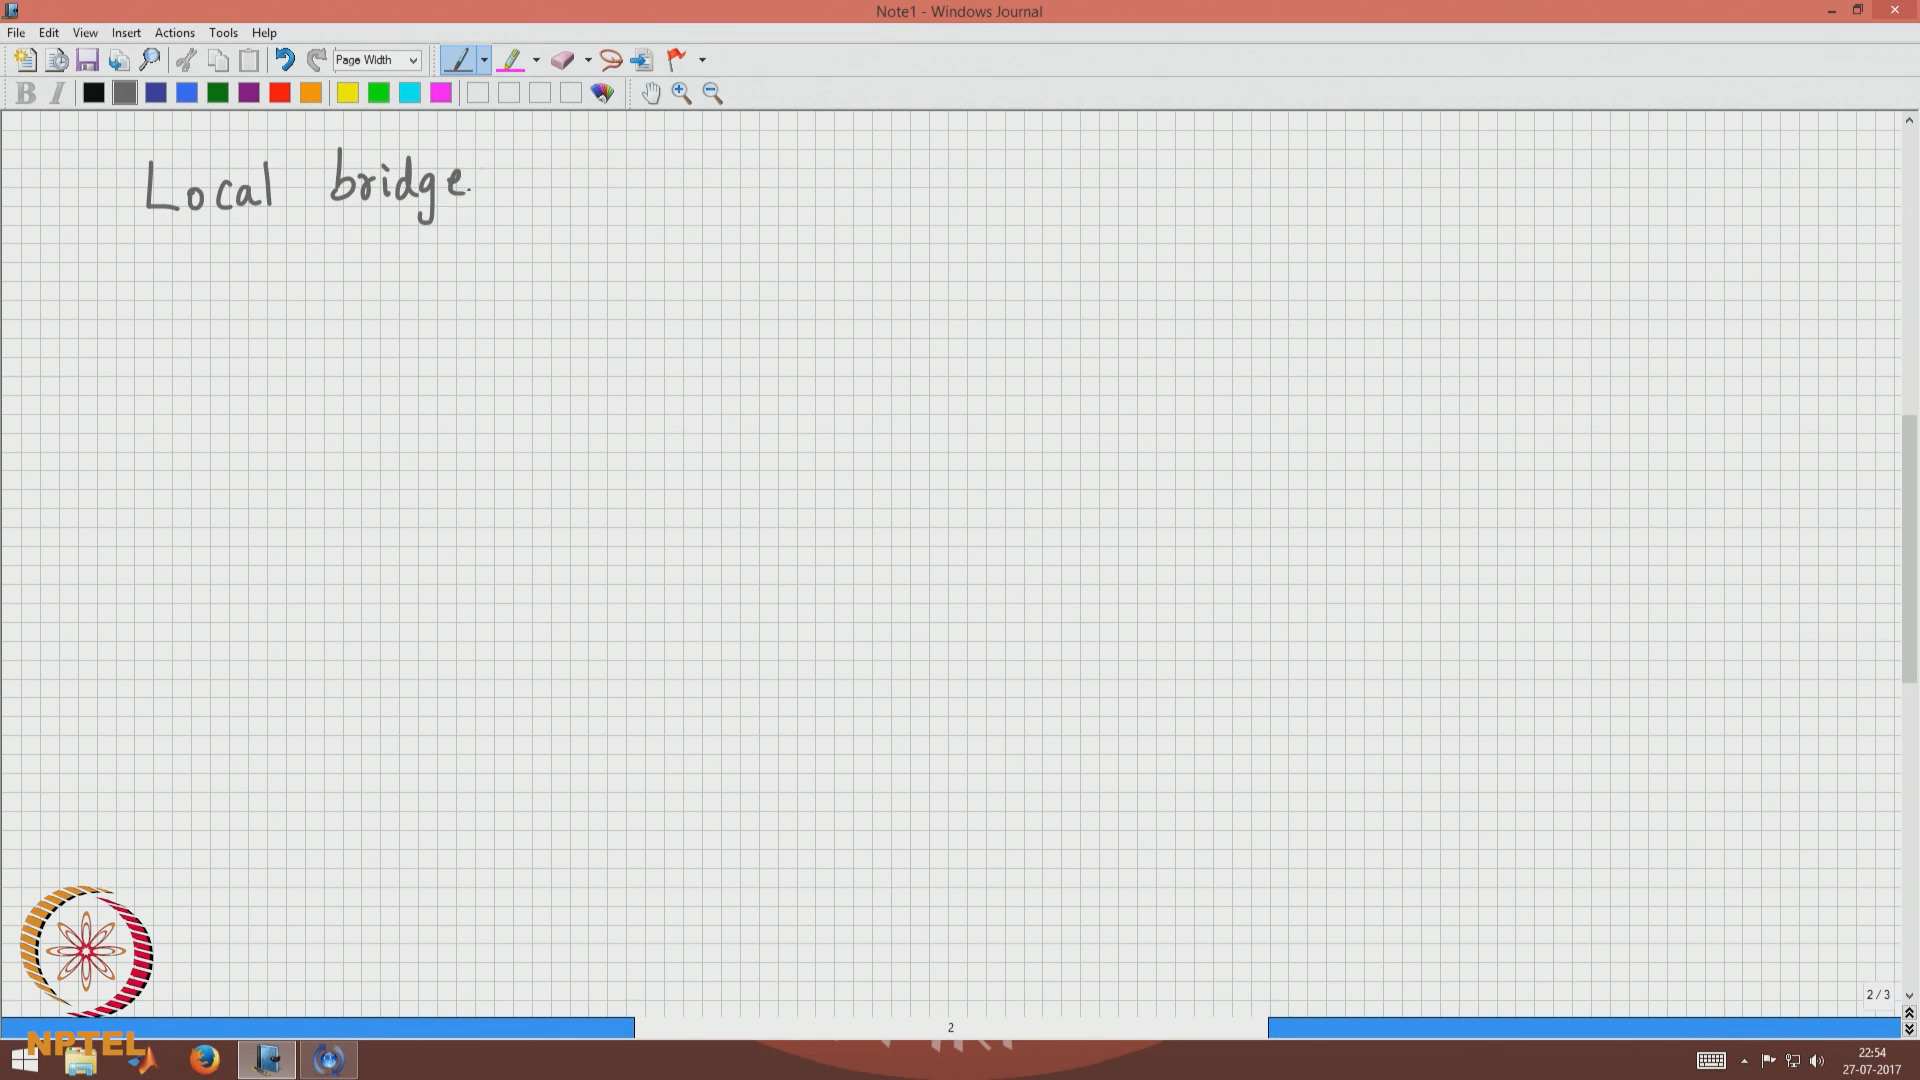 Note1 - Windows Journal
File Edit View Insert Actions Tools Help
Page Width
B I
Local bridge.
2 / 3
2
NPTEL
22:54
27-07-2017